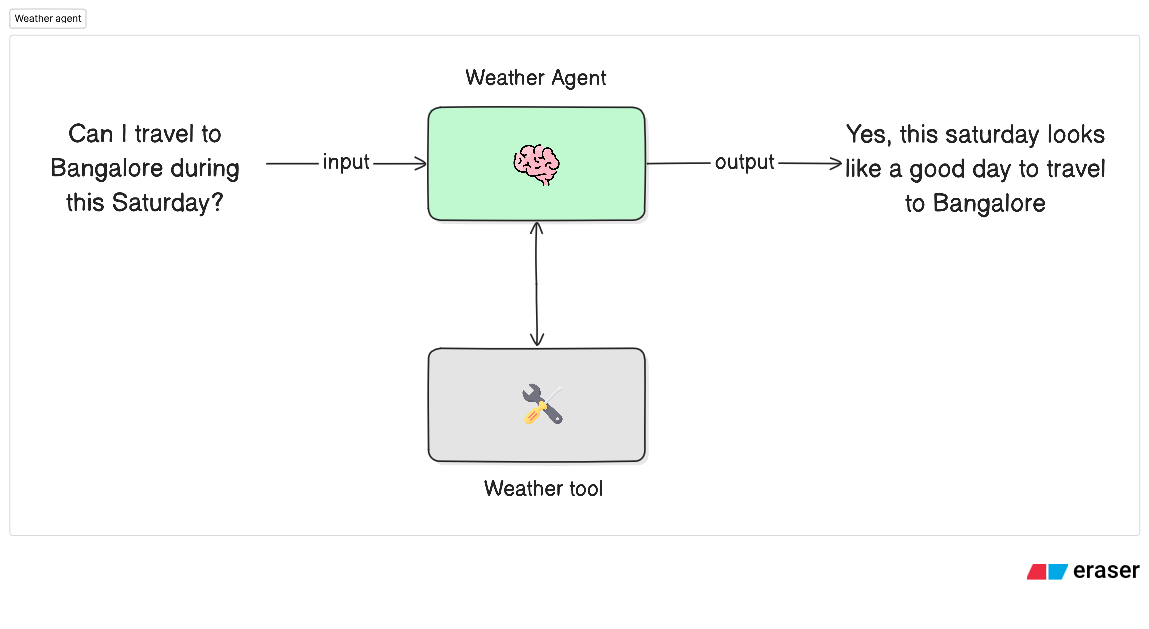 Weather agent
Weather Agent
Can I travel to
Bangalore during
this Saturday?
input
output
Yes, this saturday looks
like a good day to travel
to Bangalore
Weather tool
eraser